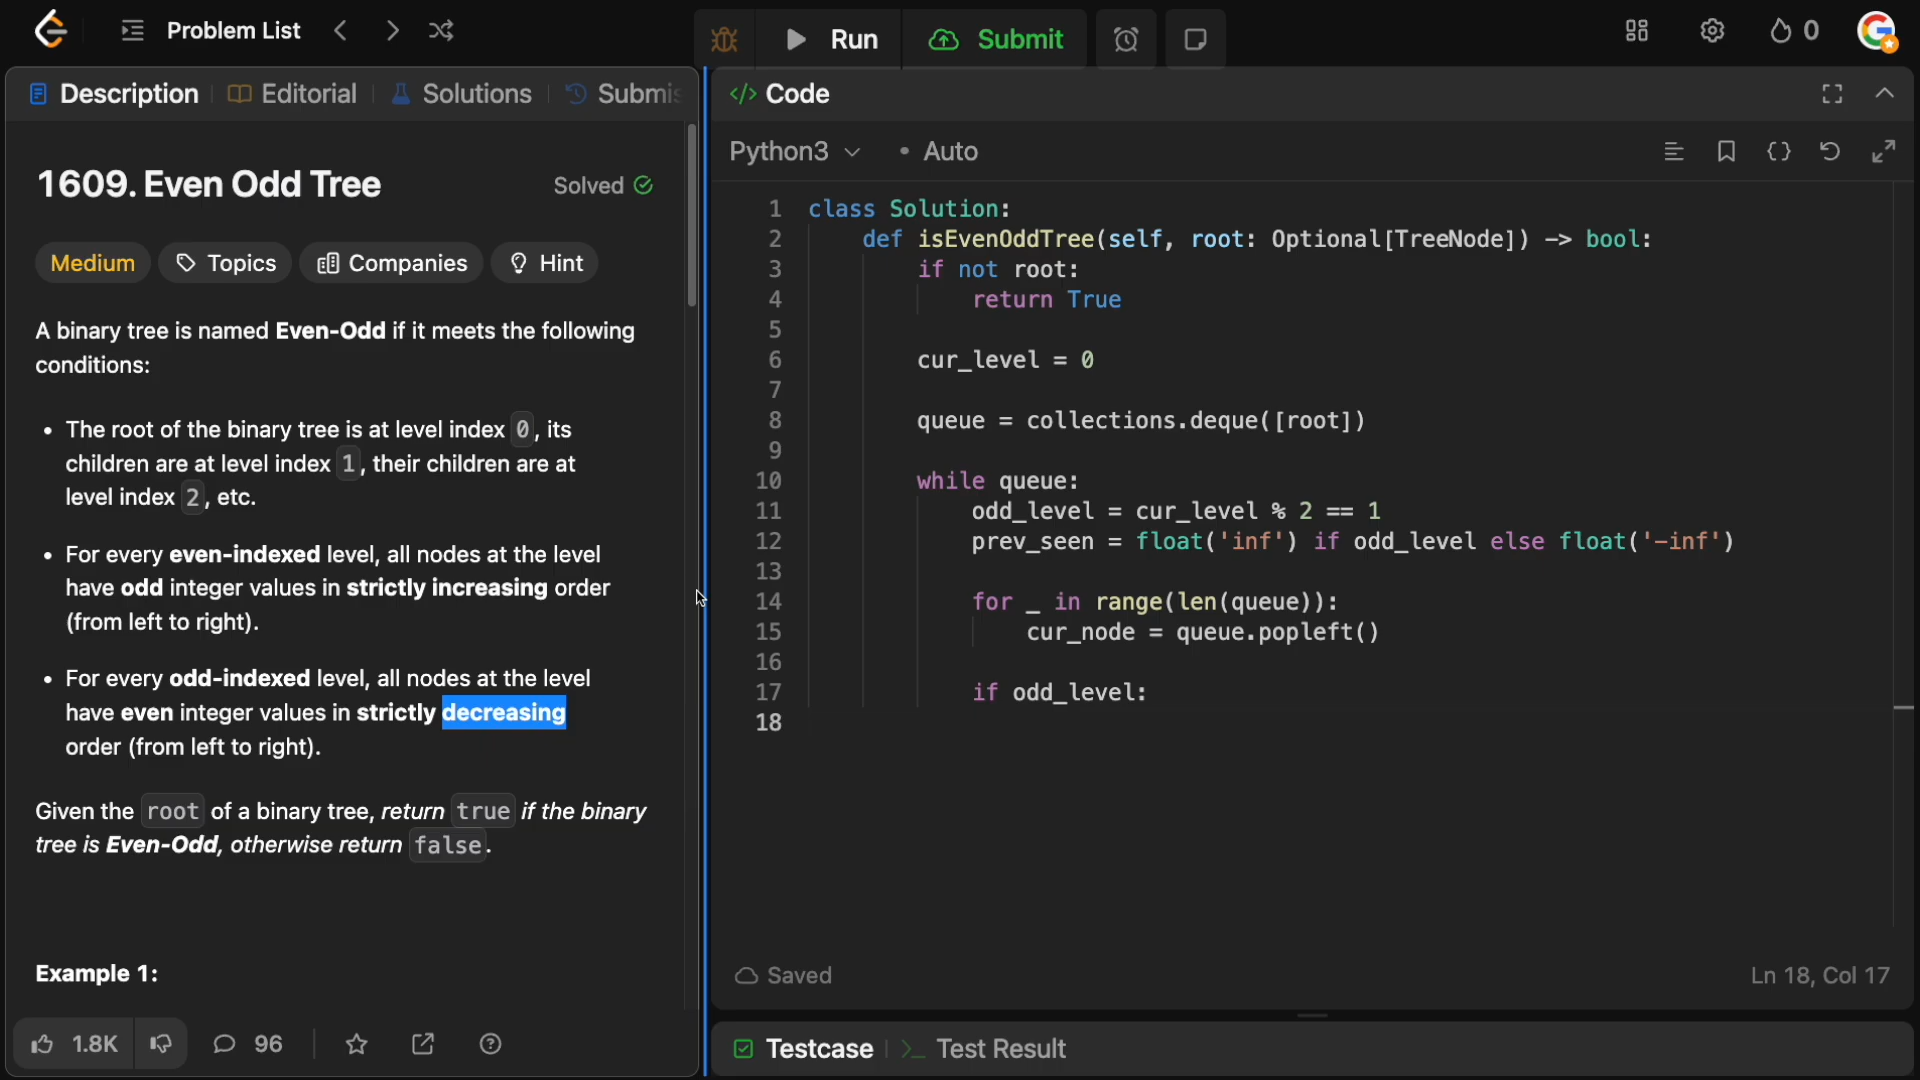 Problem List
Run
Submit
0
Description
Editorial
Solutions
Submis
Code
Python3
Auto
1609. Even Odd Tree
Solved
Medium
Topics
Companies
Hint
A binary tree is named Even-Odd if it meets the following
conditions:
• The root of the binary tree is at level index 0, its
children are at level index 1, their children are at
level index 2, etc.
• For every even-indexed level, all nodes at the level
have odd integer values in strictly increasing order
(from left to right).
• For every odd-indexed level, all nodes at the level
have even integer values in strictly decreasing
order (from left to right).
Given the root of a binary tree, return true if the binary
tree is Even-Odd, otherwise return false.
Example 1:
1.8K
96
1 class Solution:
2 def isEvenOddTree(self, root: Optional[TreeNode]) -> bool:
3 if not root:
4 return True
5
6 cur_level = 0
7
8 queue = collections.deque([root])
9
10 while queue:
11 odd_level = cur_level % 2 == 1
12 prev_seen = float('inf') if odd_level else float('-inf')
13
14 for _ in range(len(queue)):
15 cur_node = queue.popleft()
16
17 if odd_level:
18
Saved
Ln 18, Col 17
Testcase
Test Result